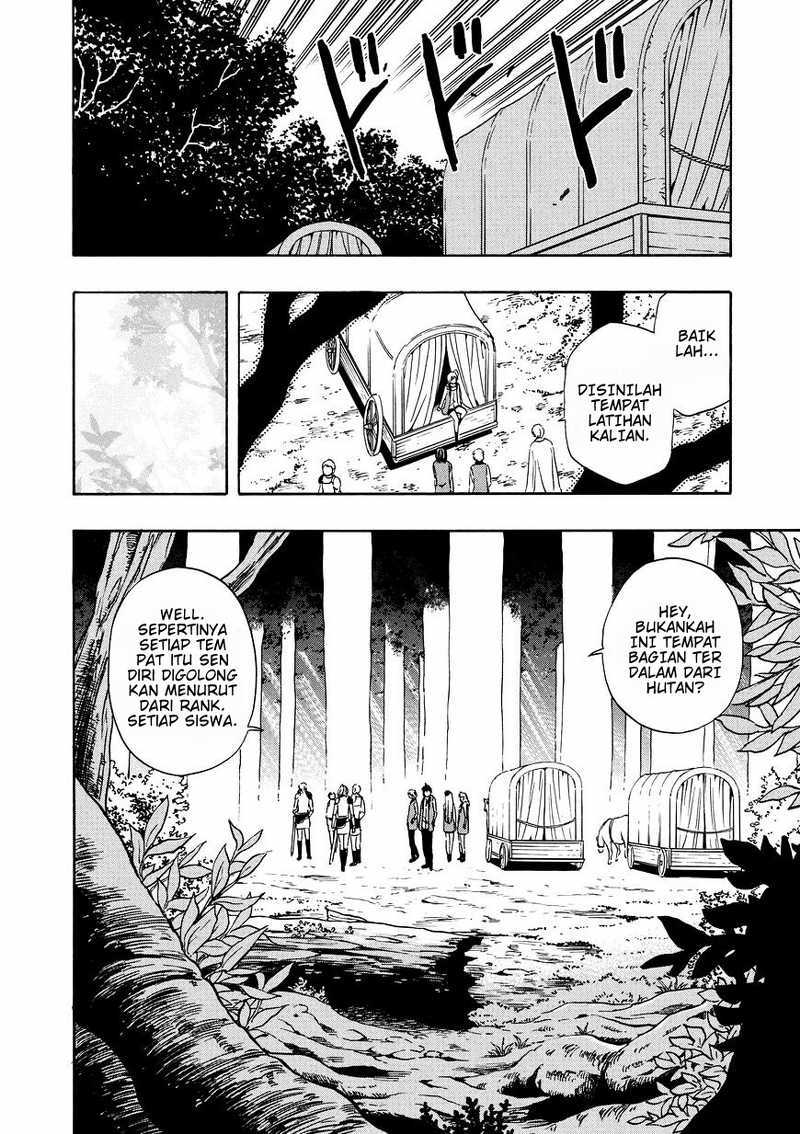 ドドド
BAIK
LAH...
DISINILAH
TEMPAT
LATIHAN
KALIAN.
HEY,
BUKANKAH
INI TEMPAT
BAGIAN TER
DALAM DARI
HUTAN?
WELL.
SEPERTINYA
SETIAP TEM
PAT ITU SEN
DIRI DIGOLONG
KAN MENURUT
DARI RANK.
SETIAP SISWA.